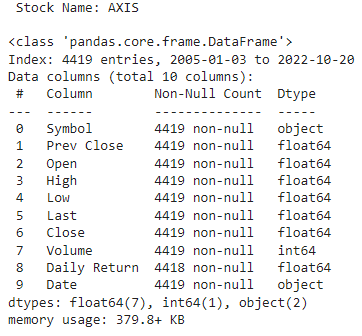 Stock Name: AXIS
<class 'pandas.core.frame.DataFrame'>
Index: 4419 entries, 2005-01-03 to 2022-10-20
Data columns (total 10 columns):
 #   Column        Non-Null Count  Dtype
---  ------        --------------  -----
 0   Symbol        4419 non-null   object
 1   Prev Close    4419 non-null   float64
 2   Open          4419 non-null   float64
 3   High          4419 non-null   float64
 4   Low           4419 non-null   float64
 5   Last          4419 non-null   float64
 6   Close         4419 non-null   float64
 7   Volume        4419 non-null   int64
 8   Daily Return  4418 non-null   float64
 9   Date          4419 non-null   object
dtypes: float64(7), int64(1), object(2)
memory usage: 379.8+ KB